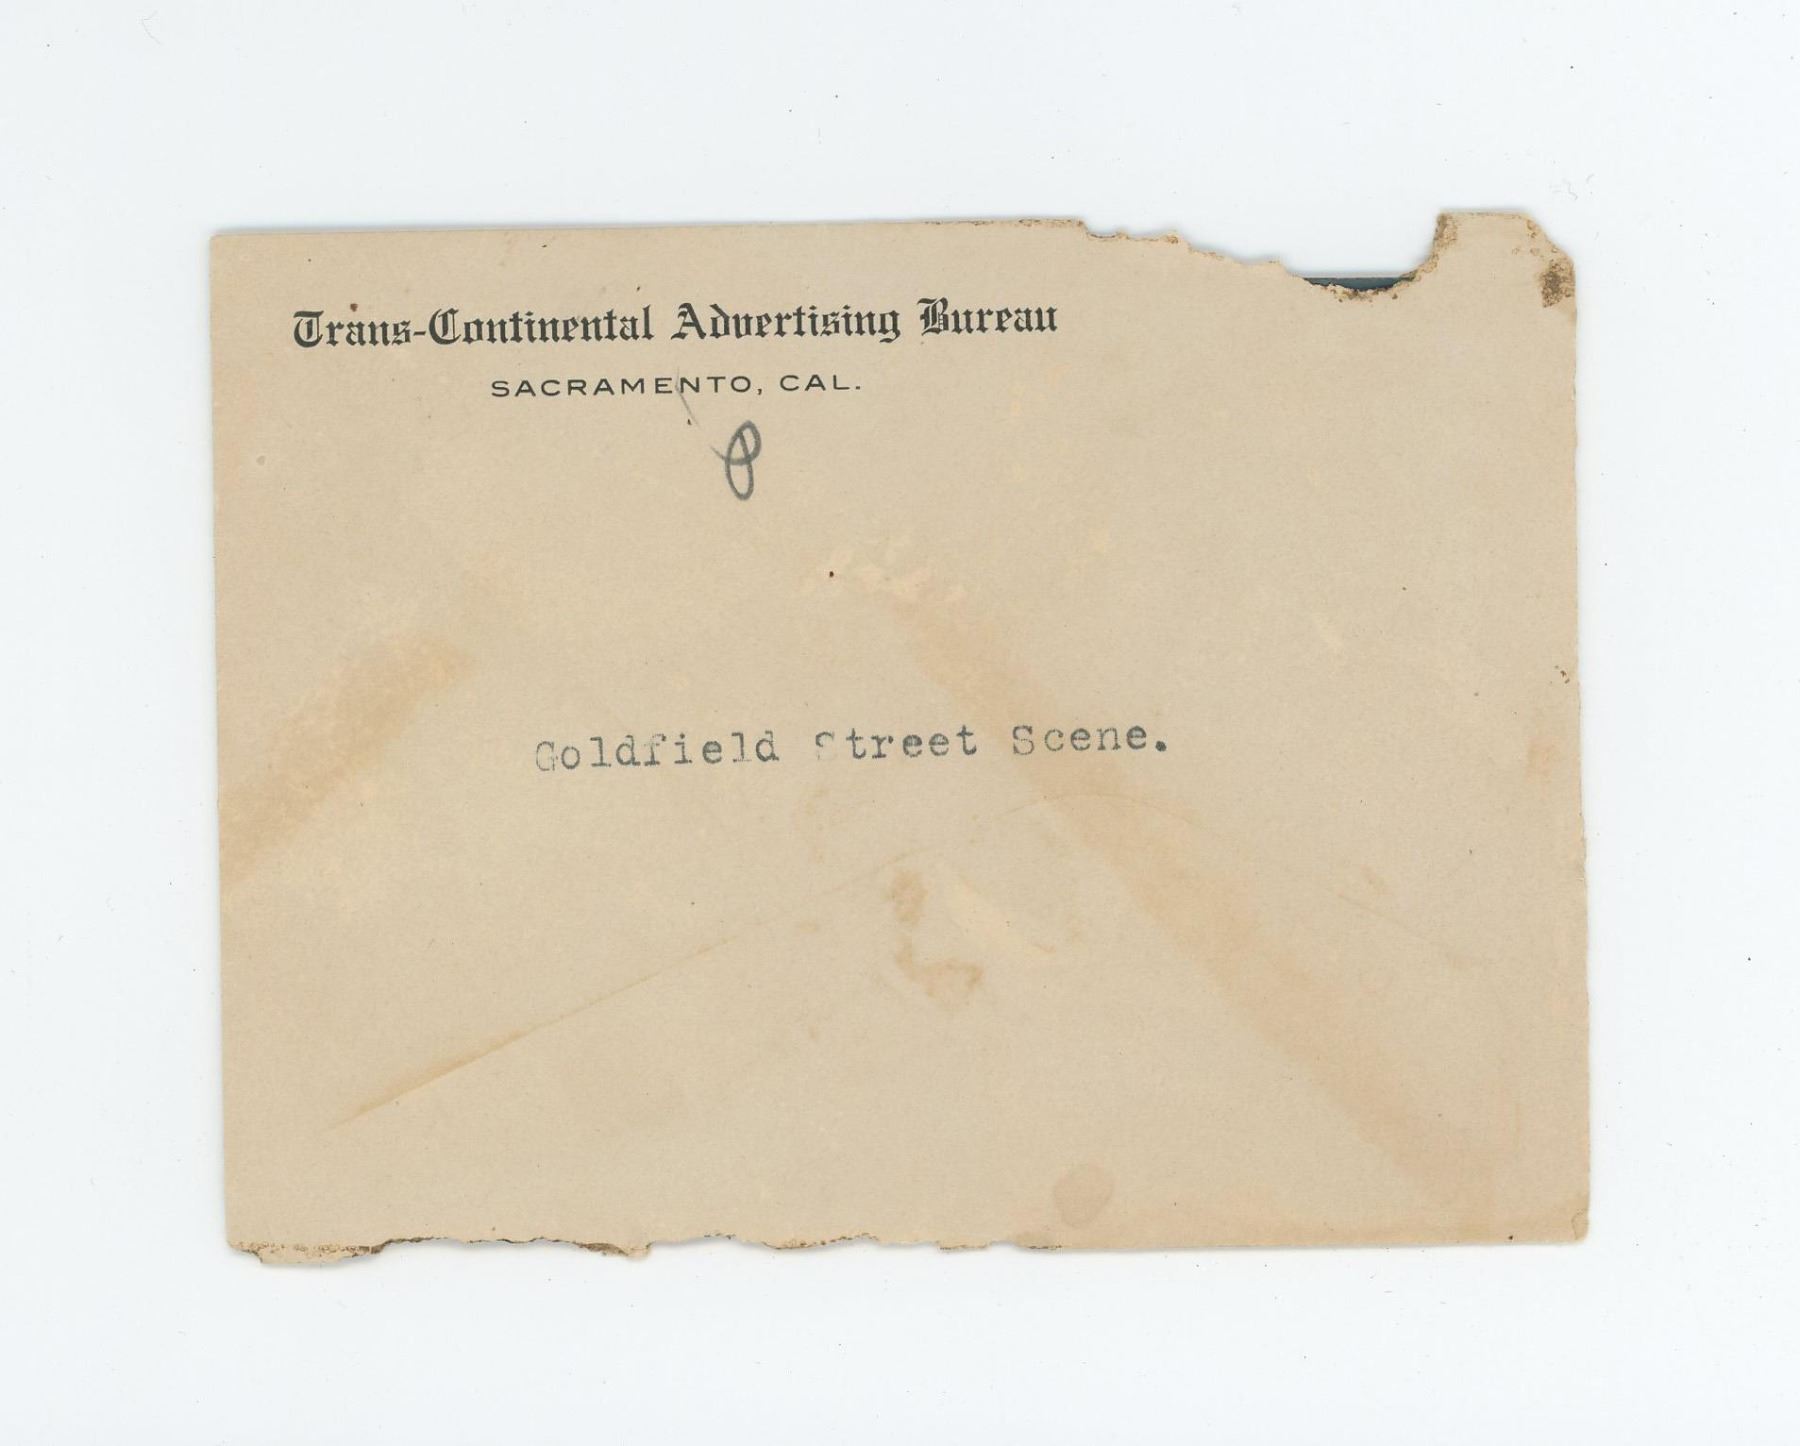 Trans-Continental Advertising Bureau
SACRAMENTO, CAL.
Goldfield Street Scene.